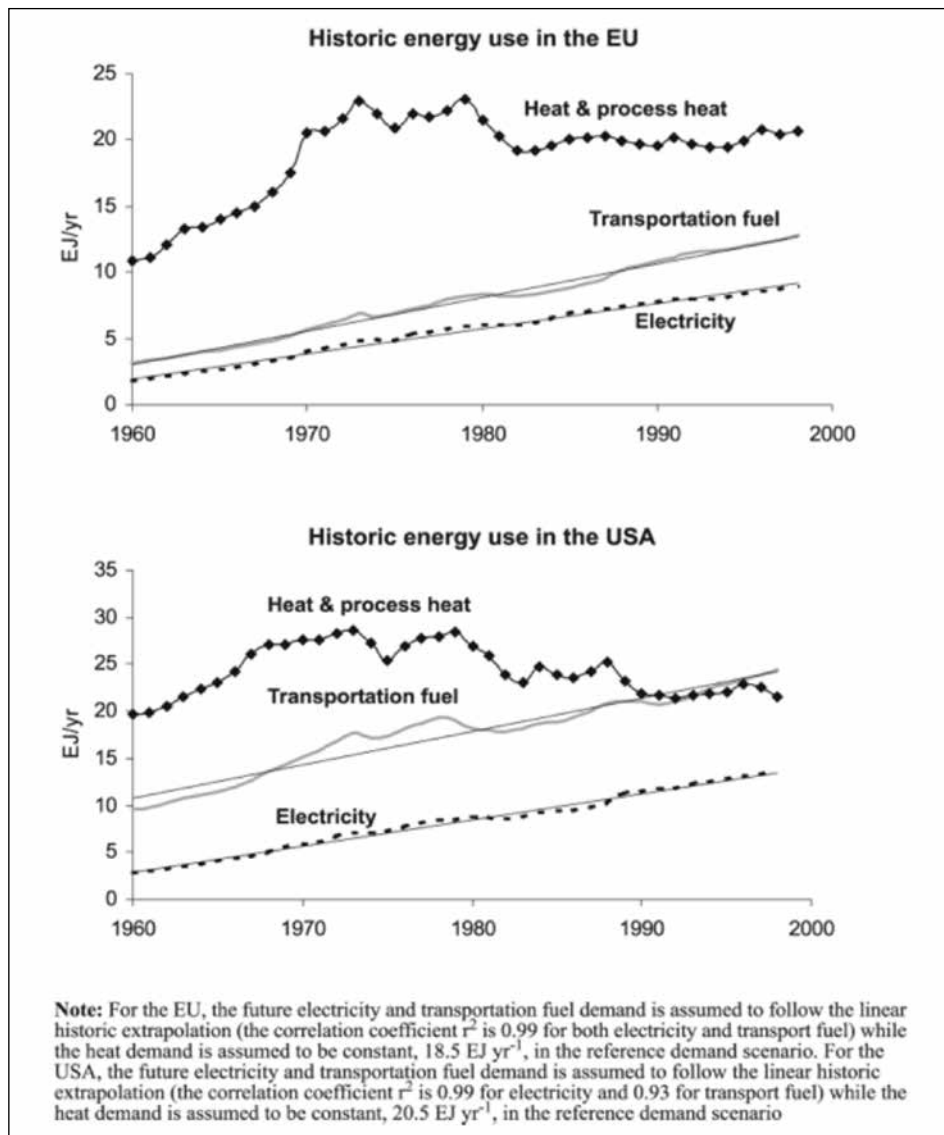 Historic energy use in the EU
25
20
15
10
5
0
EJ/yr
Heat & process heat
Transportation fuel
Electricity
1960 1970 1980 1990 2000
Historic energy use in the USA
35
30
25
20
15
10
5
0
EJ/yr
Heat & process heat
Transportation fuel
Electricity
1960 1970 1980 1990 2000
Note: For the EU, the future electricity and transportation fuel demand is assumed to follow the linear
historic extrapolation (the correlation coefficient r² is 0.99 for both electricity and transport fuel) while
the heat demand is assumed to be constant, 18.5 EJ yr⁻¹, in the reference demand scenario. For the
USA, the future electricity and transportation fuel demand is assumed to follow the linear historic
extrapolation (the correlation coefficient r² is 0.99 for electricity and 0.93 for transport fuel) while the
heat demand is assumed to be constant, 20.5 EJ yr⁻¹, in the reference demand scenario